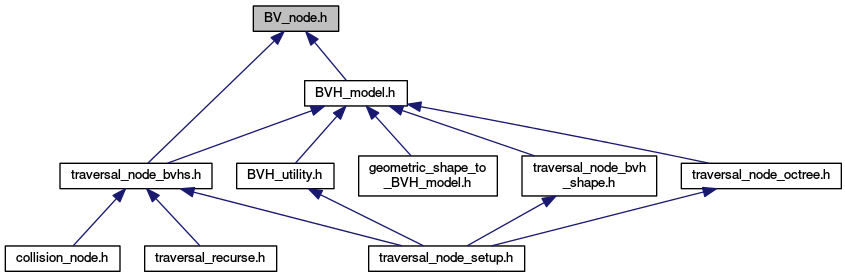 BV_node.h
BVH_model.h
traversal_node_bvhs.h
BVH_utility.h
geometric_shape_to
_BVH_model.h
traversal_node_bvh
_shape.h
traversal_node_octree.h
collision_node.h
traversal_recurse.h
traversal_node_setup.h